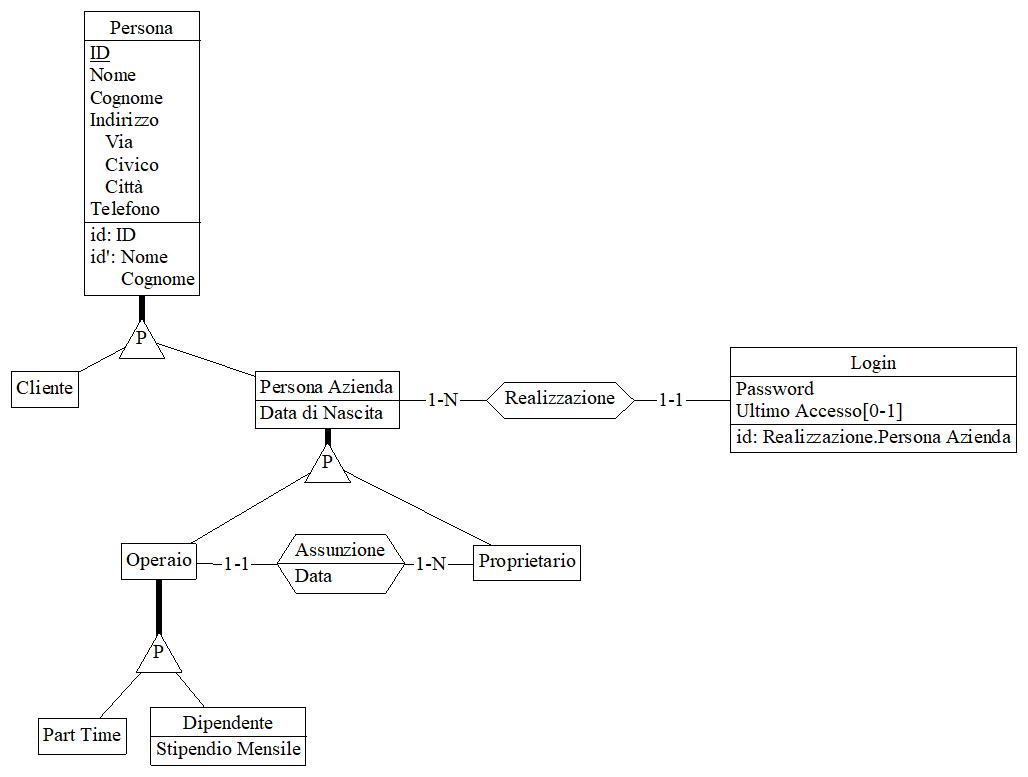 Persona
ID
Nome
Cognome
Indirizzo
Via
Civico
Città
Telefono
id: ID
id': Nome
Cognome
P
Cliente
Persona Azienda
Data di Nascita
1-N
Realizzazione
1-1
Login
Password
Ultimo Accesso[0-1]
id: Realizzazione.Persona Azienda
P
Operaio
1-1
Assunzione
Data
1-N
Proprietario
P
Part Time
Dipendente
Stipendio Mensile